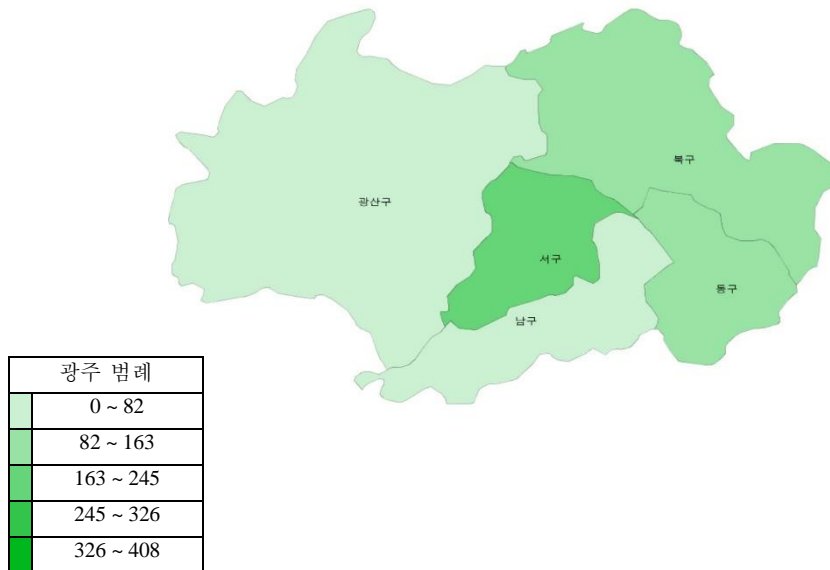 북구
광산구
서구
동구
남구
광주 범례
0 ~ 82
82 ~ 163
163 ~ 245
245 ~ 326
326 ~ 408